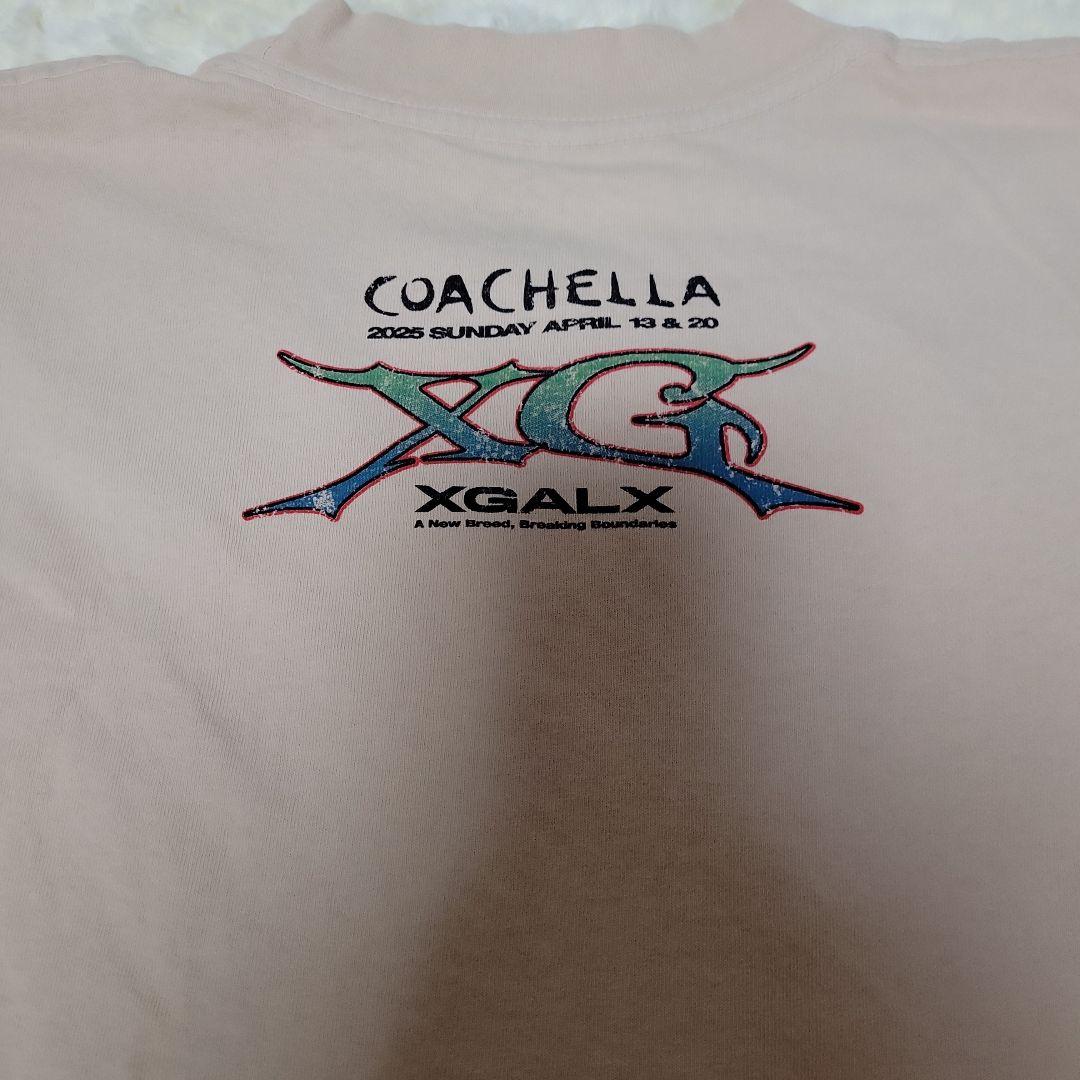 COACHELLA
2025 SUNDAY APRIL 13 & 20
XG
XGALX
A New Breed, Breaking Boundaries